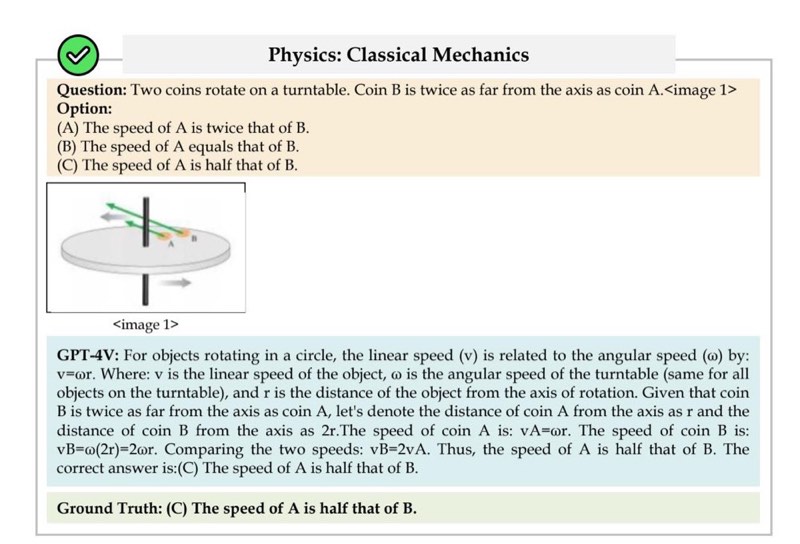 Physics: Classical Mechanics
Question: Two coins rotate on a turntable. Coin B is twice as far from the axis as coin A.<image 1>
Option:
(A) The speed of A is twice that of B.
(B) The speed of A equals that of B.
(C) The speed of A is half that of B.
A
B
<image 1>
GPT-4V: For objects rotating in a circle, the linear speed (v) is related to the angular speed (ω) by:
v=ωr. Where: v is the linear speed of the object, ω is the angular speed of the turntable (same for all
objects on the turntable), and r is the distance of the object from the axis of rotation. Given that coin
B is twice as far from the axis as coin A, let's denote the distance of coin A from the axis as r and the
distance of coin B from the axis as 2r.The speed of coin A is: vA=ωr. The speed of coin B is:
vB=ω(2r)=2ωr. Comparing the two speeds: vB=2vA. Thus, the speed of A is half that of B. The
correct answer is:(C) The speed of A is half that of B.
Ground Truth: (C) The speed of A is half that of B.